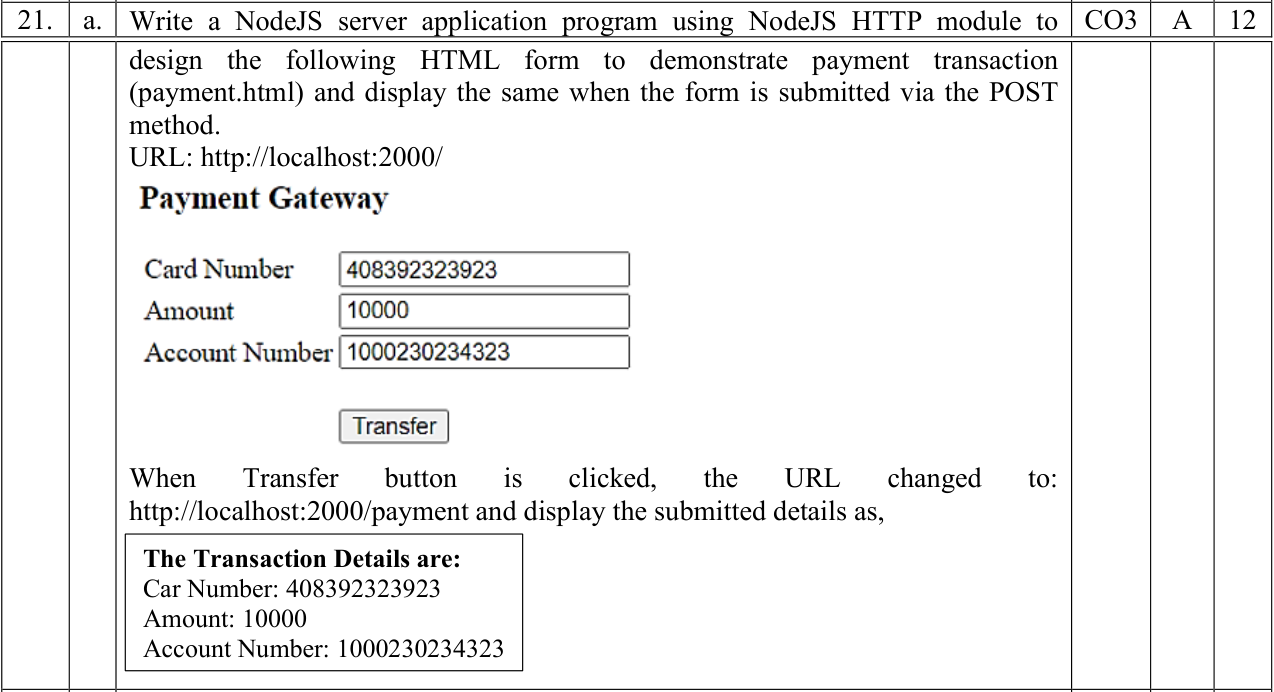 21. a. Write a NodeJS server application program using NodeJS HTTP module to CO3 A 12
design the following HTML form to demonstrate payment transaction
(payment.html) and display the same when the form is submitted via the POST
method.
URL: http://localhost:2000/
Payment Gateway
Card Number 408392323923
Amount 10000
Account Number 1000230234323
Transfer
When Transfer button is clicked, the URL changed to:
http://localhost:2000/payment and display the submitted details as,
The Transaction Details are:
Car Number: 408392323923
Amount: 10000
Account Number: 1000230234323